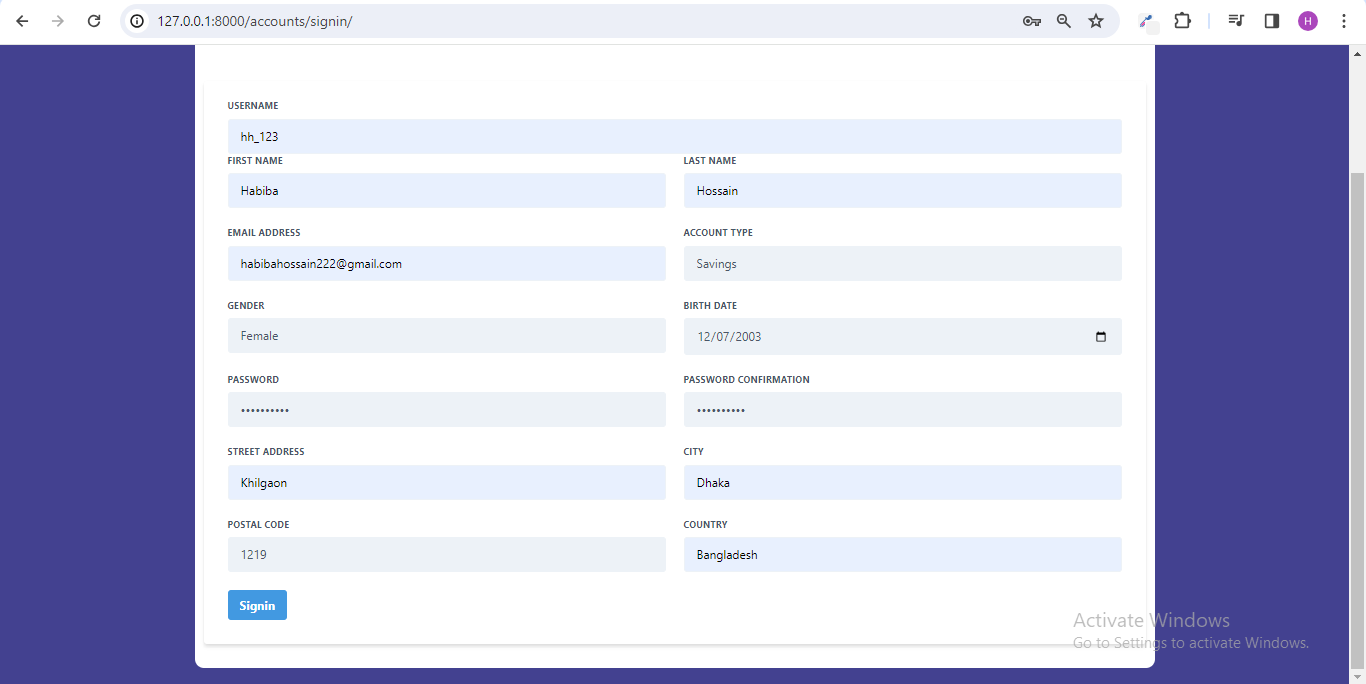 127.0.0.1:8000/accounts/signin/
H
USERNAME
hh_123
FIRST NAME
LAST NAME
Habiba
Hossain
EMAIL ADDRESS
ACCOUNT TYPE
habibahossain222@gmail.com
Savings
GENDER
BIRTH DATE
Female
12/07/2003
PASSWORD
PASSWORD CONFIRMATION
••••••••••
••••••••••
STREET ADDRESS
CITY
Khilgaon
Dhaka
POSTAL CODE
COUNTRY
1219
Bangladesh
Signin
Activate Windows
Go to Settings to activate Windows.